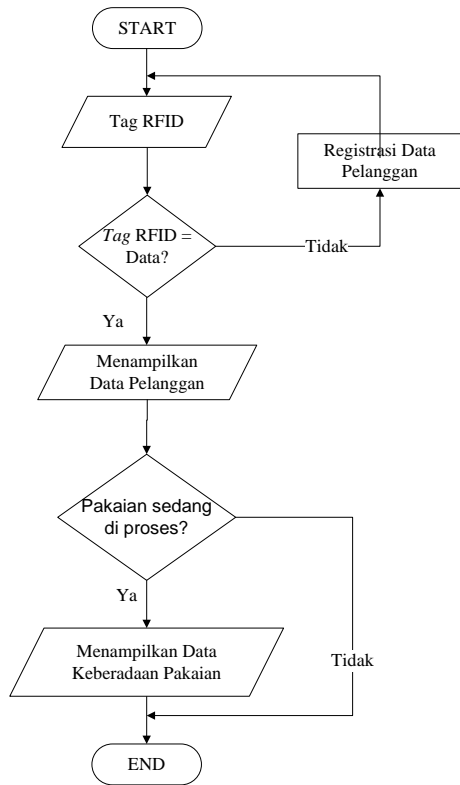 START
Tag RFID
Registrasi Data
Pelanggan
Tag RFID =
Data?
Tidak
Ya
Menampilkan
Data Pelanggan
Pakaian sedang
di proses?
Ya
Menampilkan Data
Keberadaan Pakaian
Tidak
END